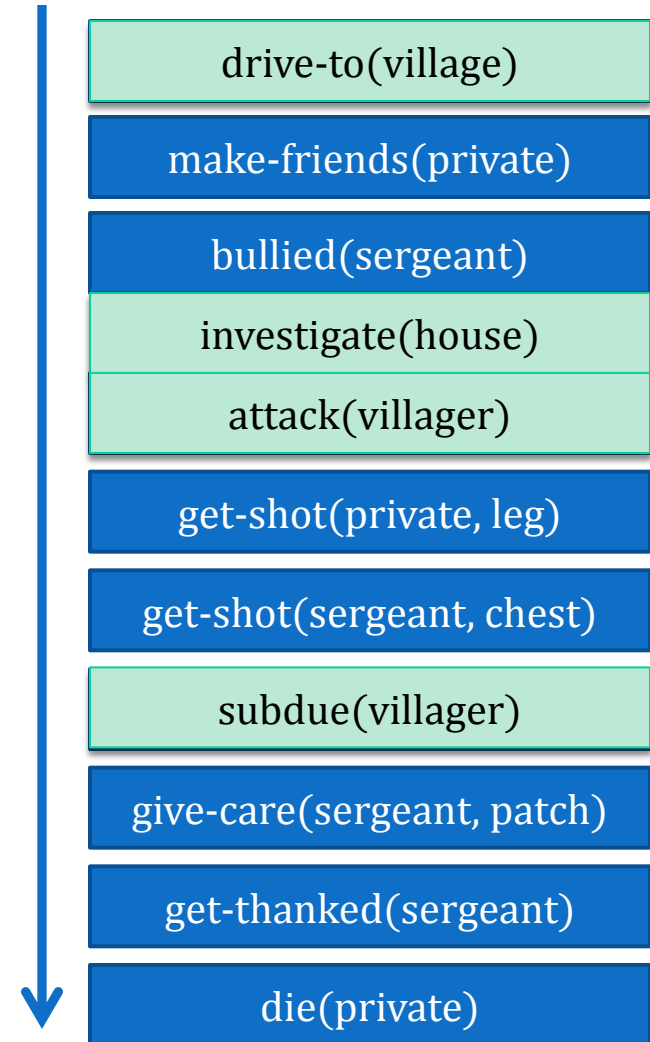 drive-to(village)
make-friends(private)
bullied(sergeant)
investigate(house)
attack(villager)
get-shot(private, leg)
get-shot(sergeant, chest)
subdue(villager)
give-care(sergeant, patch)
get-thanked(sergeant)
die(private)